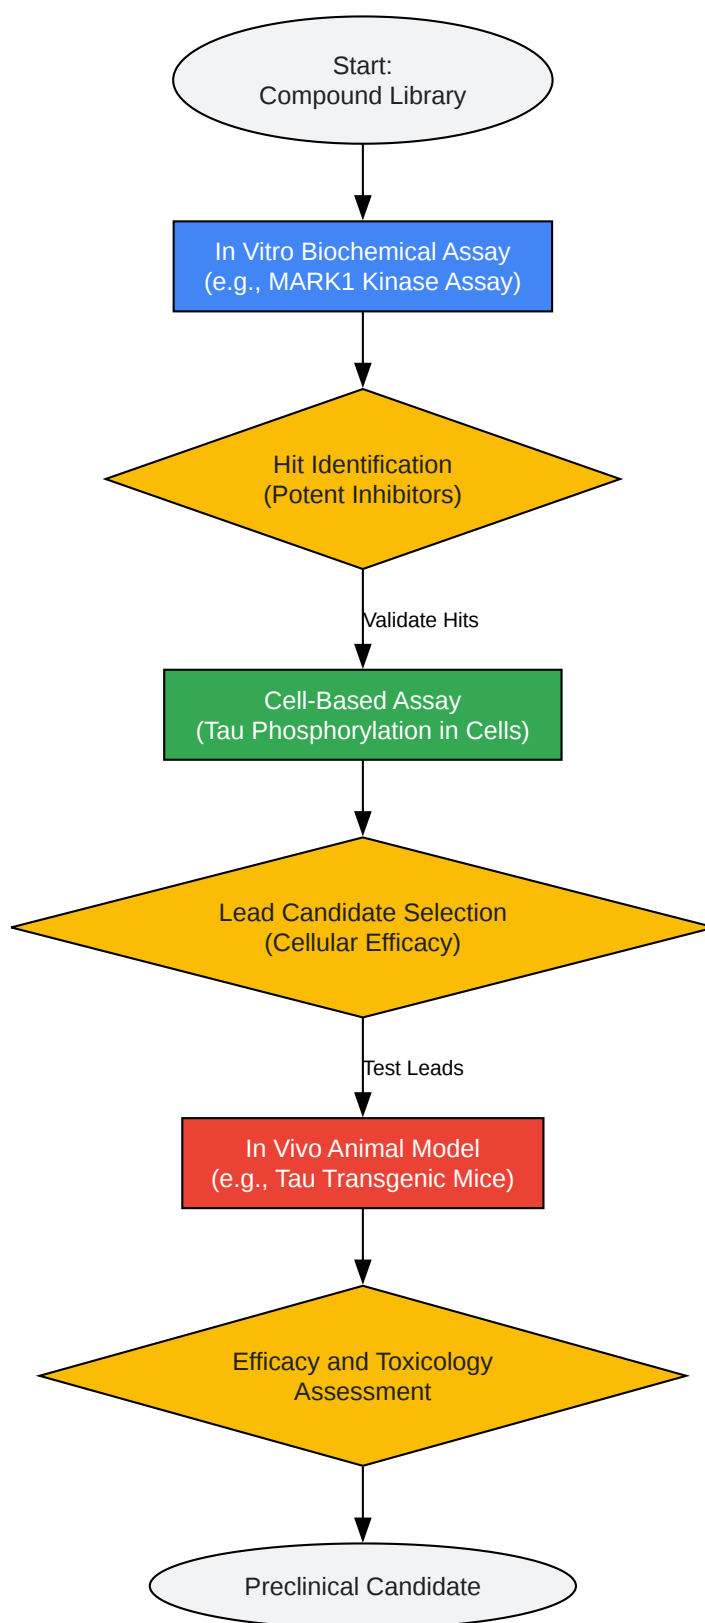 Start:
Compound Library
In Vitro Biochemical Assay
(e.g., MARK1 Kinase Assay)
Hit Identification
(Potent Inhibitors)
Validate Hits
Cell-Based Assay
(Tau Phosphorylation in Cells)
Lead Candidate Selection
(Cellular Efficacy)
Test Leads
In Vivo Animal Model
(e.g., Tau Transgenic Mice)
Efficacy and Toxicology
Assessment
Preclinical Candidate